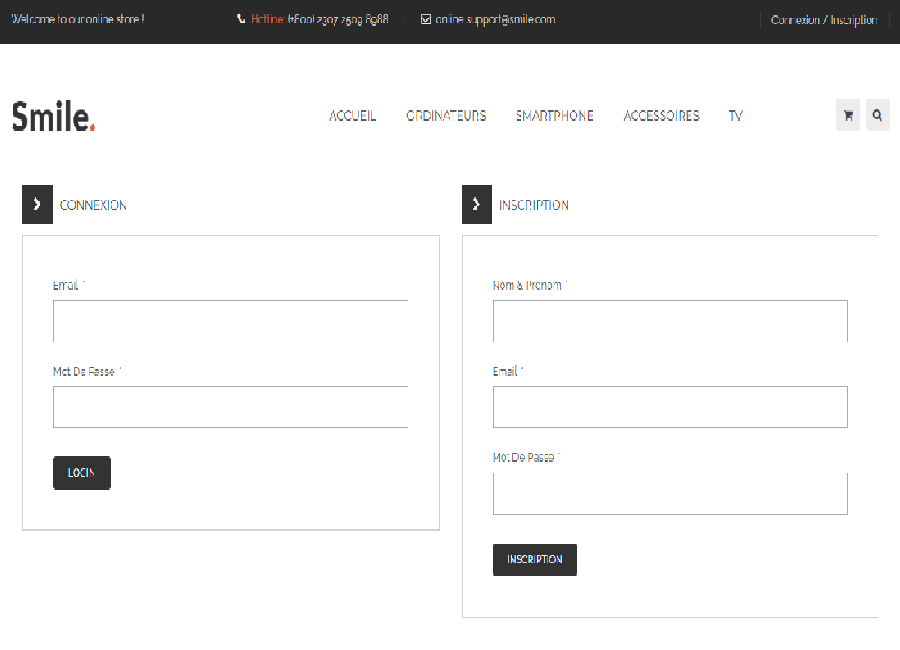 Welcome to our online store !
Hotline: (+800) 2307 2509 8988
online support@smile.com
Connexion / Inscription
Smile.
ACCUEIL ORDINATEURS SMARTPHONE ACCESSOIRES TV
CONNEXION
Email *
Mot De Passe *
LOGIN
INSCRIPTION
Nom & Prenom *
Email *
Mot De Passe *
INSCRIPTION